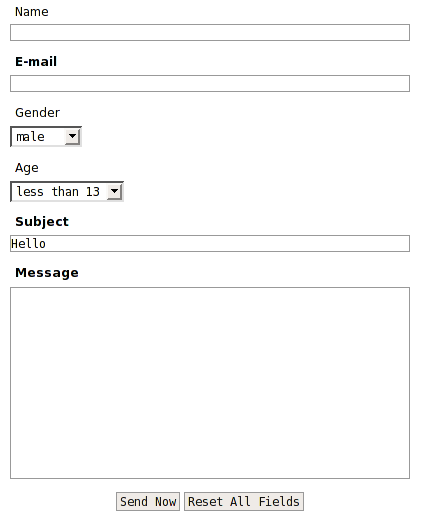 Name
E-mail
Gender
male
Age
less than 13
Subject
Hello
Message
Send Now Reset All Fields